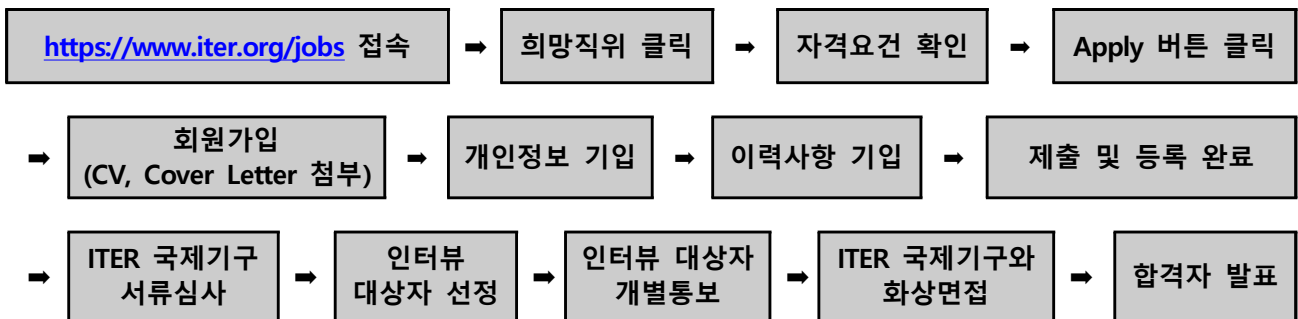 https://www.iter.org/jobs 접속 ➡ 희망직위 클릭 ➡ 자격요건 확인 ➡ Apply 버튼 클릭
➡ 회원가입
(CV, Cover Letter 첨부) ➡ 개인정보 기입 ➡ 이력사항 기입 ➡ 제출 및 등록 완료
➡ ITER 국제기구
서류심사 ➡ 인터뷰
대상자 선정 ➡ 인터뷰 대상자
개별통보 ➡ ITER 국제기구와
화상면접 ➡ 합격자 발표